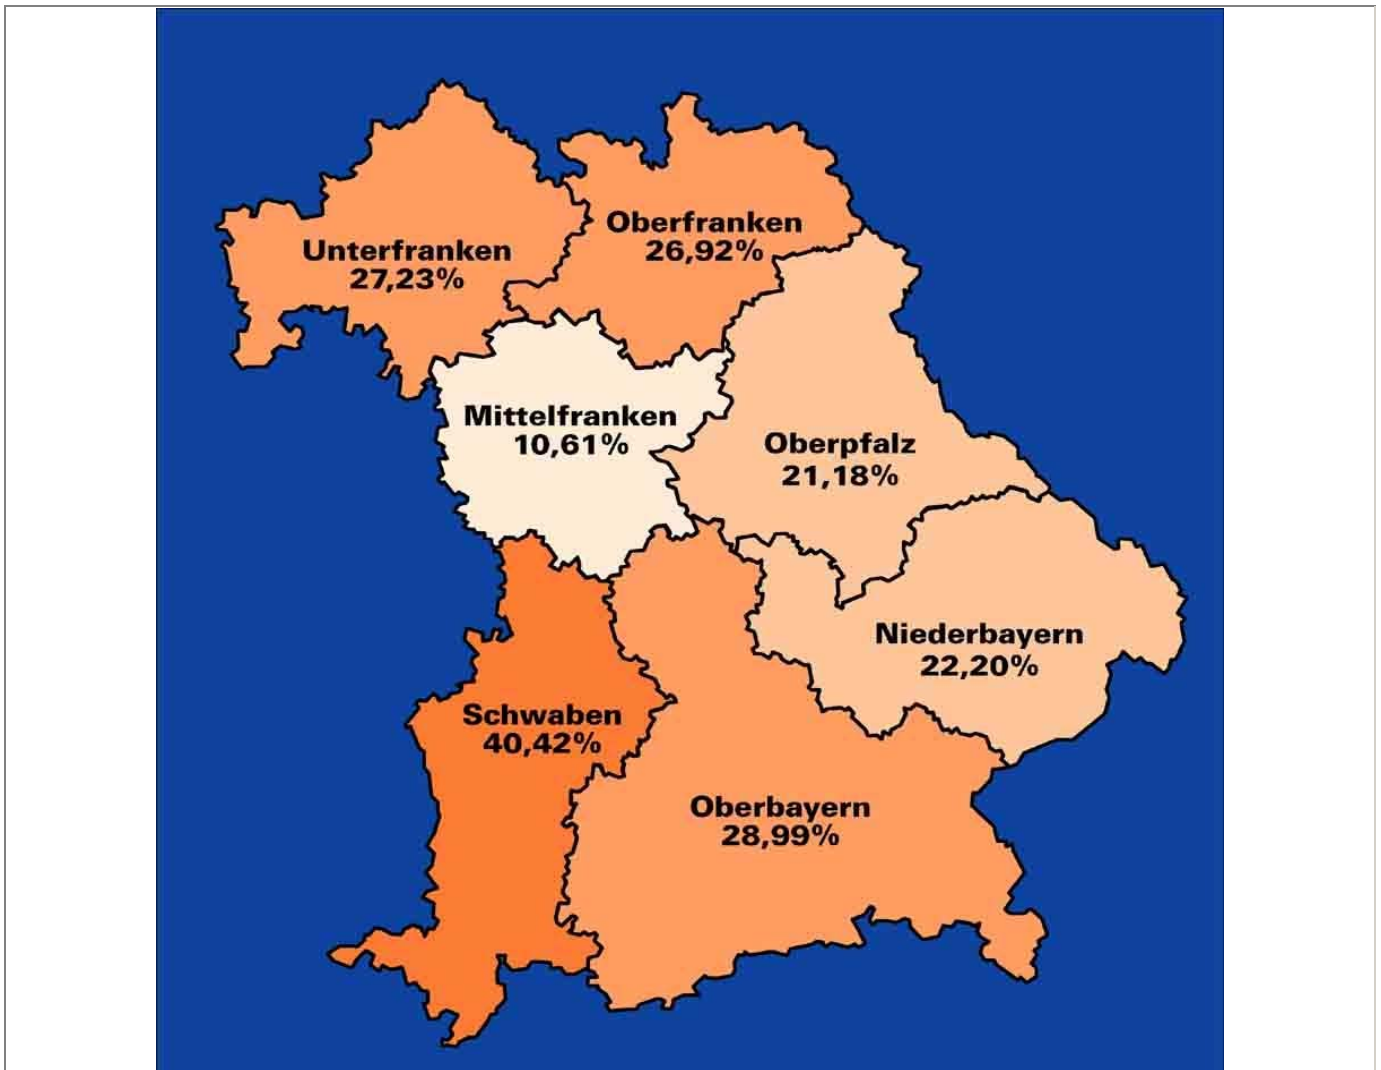 Oberfranken
26,92%
Unterfranken
27,23%
Mittelfranken
10,61%
Oberpfalz
21,18%
Niederbayern
22,20%
Schwaben
40,42%
Oberbayern
28,99%